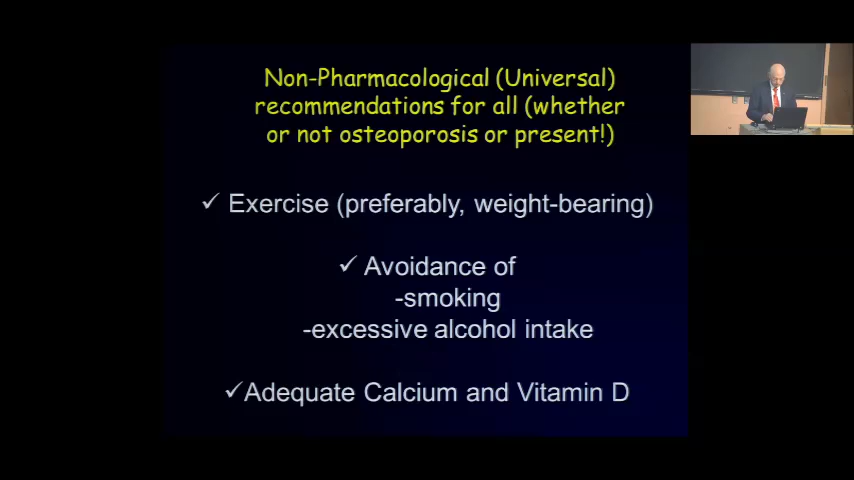 Non-Pharmacological (Universal)
recommendations for all (whether
or not osteoporosis or present!)
✓ Exercise (preferably, weight-bearing)
✓ Avoidance of
-smoking
-excessive alcohol intake
✓Adequate Calcium and Vitamin D